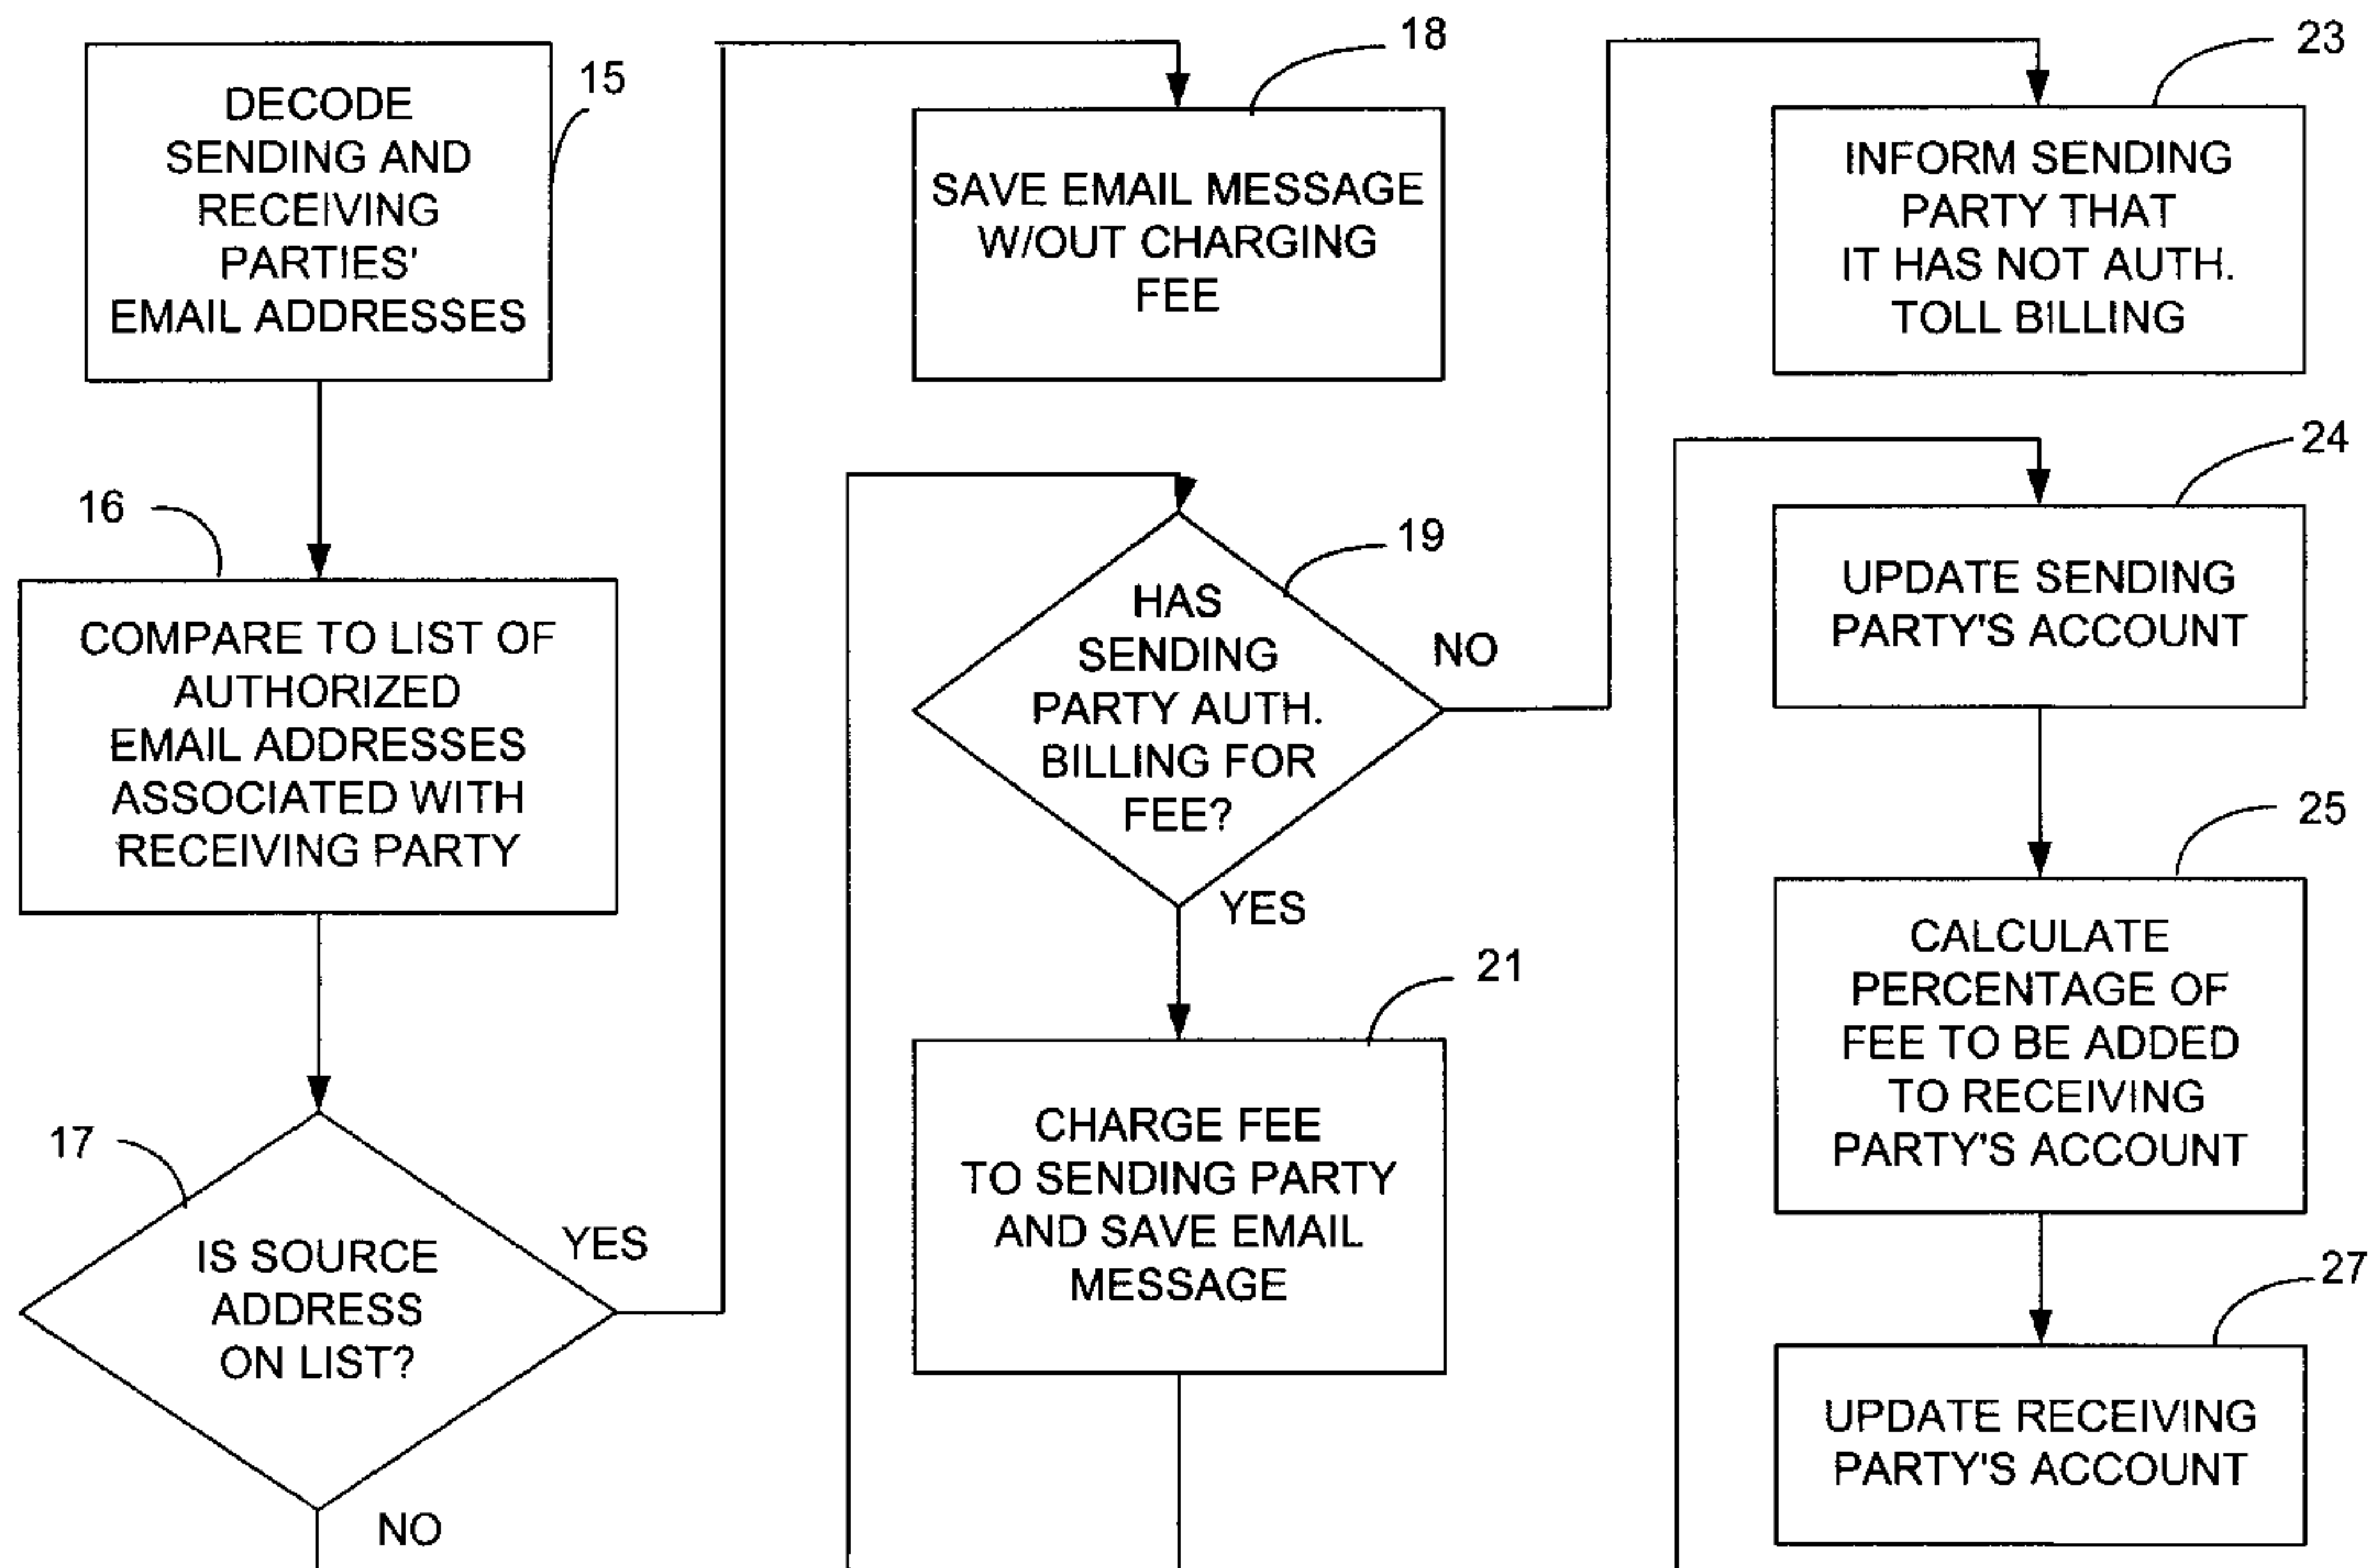 15
DECODE
SENDING AND
RECEIVING
PARTIES'
EMAIL ADDRESSES
16
COMPARE TO LIST OF
AUTHORIZED
EMAIL ADDRESSES
ASSOCIATED WITH
RECEIVING PARTY
17
IS SOURCE
ADDRESS
ON LIST?
YES
NO
18
SAVE EMAIL MESSAGE
W/OUT CHARGING
FEE
19
HAS
SENDING
PARTY AUTH.
BILLING FOR
FEE?
NO
YES
21
CHARGE FEE
TO SENDING PARTY
AND SAVE EMAIL
MESSAGE
23
INFORM SENDING
PARTY THAT
IT HAS NOT AUTH.
TOLL BILLING
24
UPDATE SENDING
PARTY'S ACCOUNT
25
CALCULATE
PERCENTAGE OF
FEE TO BE ADDED
TO RECEIVING
PARTY'S ACCOUNT
27
UPDATE RECEIVING
PARTY'S ACCOUNT